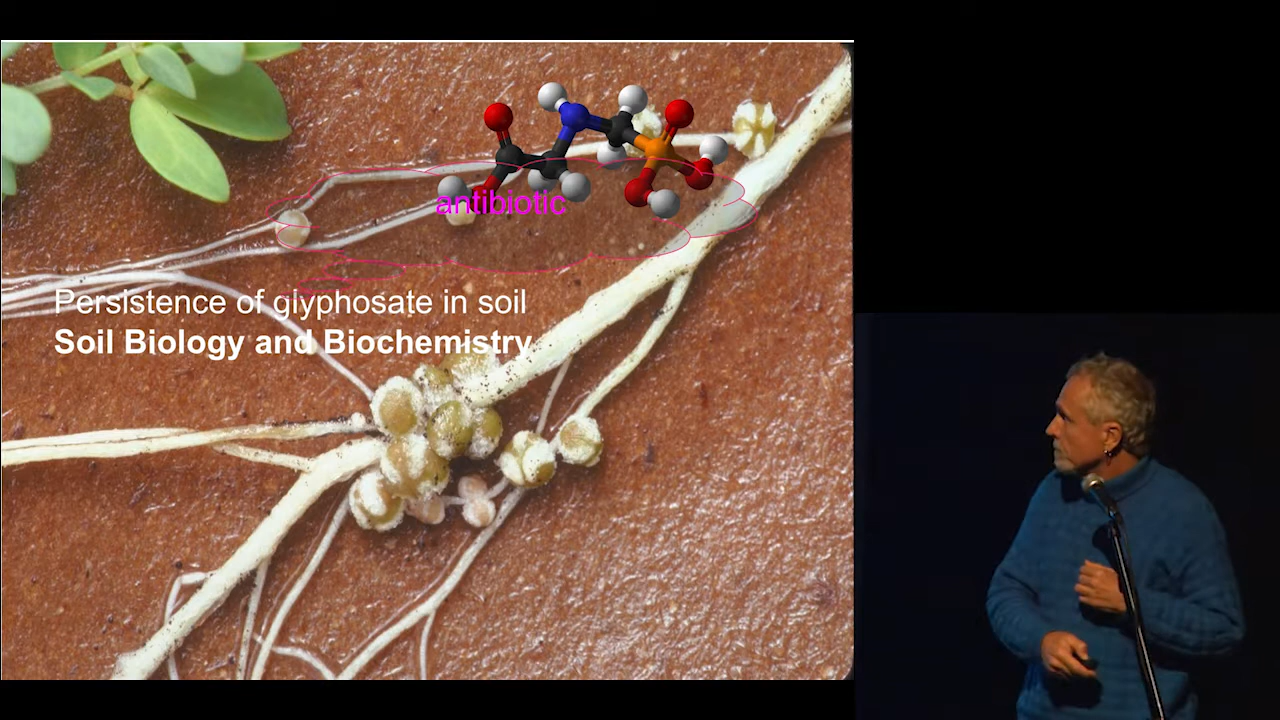 antibiotic
Persistence of glyphosate in soil
Soil Biology and Biochemistry